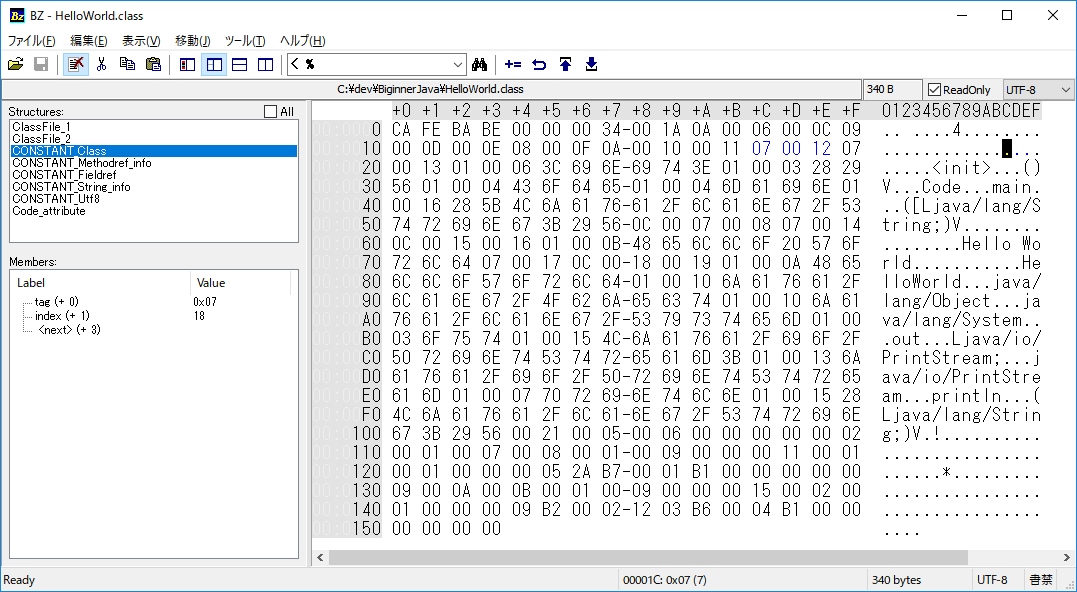 BZ - HelloWorld.class
ファイル(F) 編集(E) 表示(V) 移動(J) ツール(T) ヘルプ(H)
< %
C:¥dev¥BiginnerJava¥HelloWorld.class 340 B ReadOnly UTF-8
Structures: All
ClassFile_1
ClassFile_2
CONSTANT_Class
CONSTANT_Methodref_info
CONSTANT_Fieldref
CONSTANT_String_info
CONSTANT_Utf8
Code_attribute
Members:
Label Value
tag (+ 0) 0x07
index (+ 1) 18
<next> (+ 3)
+0 +1 +2 +3 +4 +5 +6 +7 +8 +9 +A +B +C +D +E +F 0123456789ABCDEF
0 CA FE BA BE 00 00 00 34-00 1A 0A 00 06 00 0C 09 .. .....4........
10 00 0D 00 0E 08 00 0F 0A-00 10 00 11 07 00 12 07 ................
20 00 13 01 00 06 3C 69 6E-69 74 3E 01 00 03 28 29 .....<init>...()
30 56 01 00 04 43 6F 64 65-01 00 04 6D 61 69 6E 01 V...Code...main.
40 00 16 28 5B 4C 6A 61 76-61 2F 6C 61 6E 67 2F 53 ..([Ljava/lang/S
50 74 72 69 6E 67 3B 29 56-0C 00 07 00 08 07 00 14 tring;)V........
60 0C 00 15 00 16 01 00 0B-48 65 6C 6C 6F 20 57 6F ........Hello Wo
70 72 6C 64 07 00 17 0C 00-18 00 19 01 00 0A 48 65 rld...........He
80 6C 6C 6F 57 6F 72 6C 64-01 00 10 6A 61 76 61 2F lloWorld...java/
90 6C 61 6E 67 2F 4F 62 6A-65 63 74 01 00 10 6A 61 lang/Object...ja
A0 76 61 2F 6C 61 6E 67 2F-53 79 73 74 65 6D 01 00 va/lang/System..
B0 03 6F 75 74 01 00 15 4C-6A 61 76 61 2F 69 6F 2F .out...Ljava/io/
C0 50 72 69 6E 74 53 74 72-65 61 6D 3B 01 00 13 6A PrintStream;...j
D0 61 76 61 2F 69 6F 2F 50-72 69 6E 74 53 74 72 65 ava/io/PrintStre
E0 61 6D 01 00 07 70 72 69-6E 74 6C 6E 01 00 15 28 am...println...(
F0 4C 6A 61 76 61 2F 6C 61-6E 67 2F 53 74 72 69 6E Ljava/lang/Strin
100 67 3B 29 56 00 21 00 05-00 06 00 00 00 00 00 02 g;)V.!..........
110 00 01 00 07 00 08 00 01-00 09 00 00 00 11 00 01 ................
120 00 01 00 00 00 05 2A B7-00 01 B1 00 00 00 00 00 ......*.........
130 09 00 0A 00 0B 00 01 00-09 00 00 00 15 00 02 00 ................
140 01 00 00 00 09 B2 00 02-12 03 B6 00 04 B1 00 00 ................
150 00 00 00 00 ....
Ready 00001C: 0x07 (7) 340 bytes UTF-8 書禁